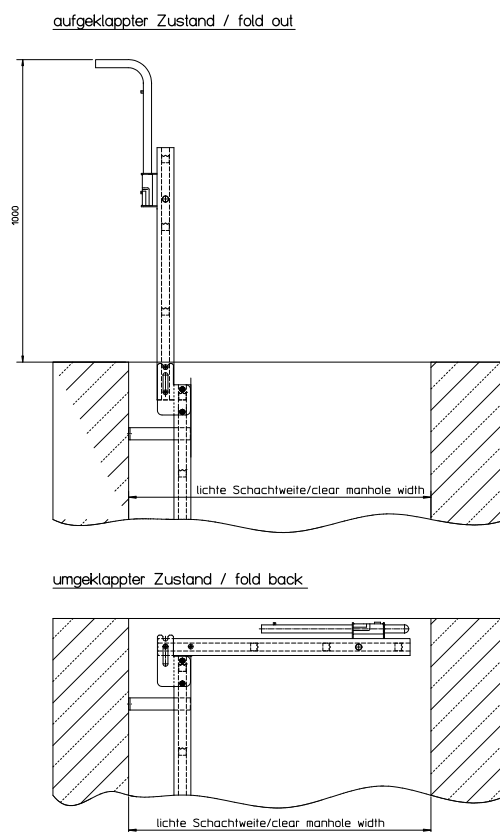 aufgeklappter Zustand / fold out
1000
lichte Schachtweite/clear manhole width
umgeklappter Zustand / fold back
lichte Schachtweite/clear manhole width